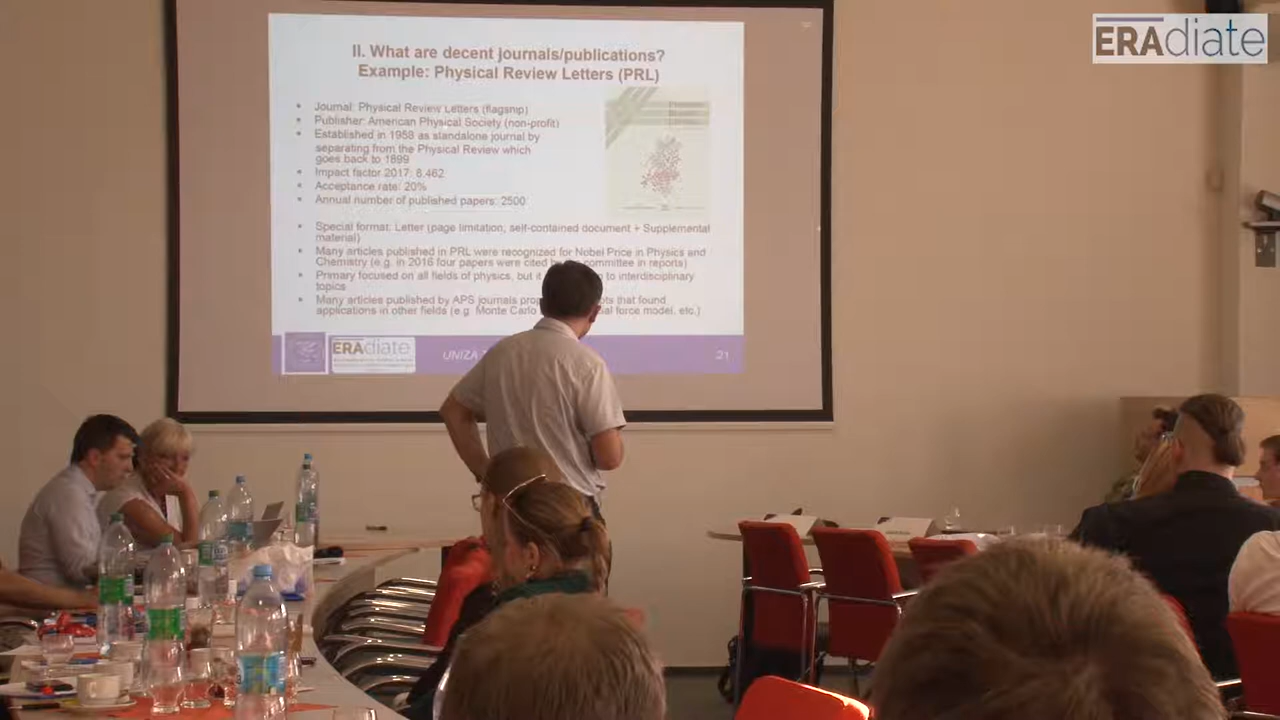 ERAdiate
II. What are decent journals/publications?
Example: Physical Review Letters (PRL)
Journal: Physical Review Letters (flagship)
Publisher: American Physical Society (non-profit)
Established in 1958 as standalone journal by
separating from the Physical Review which
goes back to 1899
Impact factor 2017: 8.462
Acceptance rate: 20%
Annual number of published papers: 2500
Special format: Letter (page limitation, self-contained document + Supplemental
material)
Many articles published in PRL were recognized for Nobel Price in Physics and
Chemistry (e.g. in 2016 four papers were cited committee in reports)
Primary focused on all fields of physics, but it to interdisciplinary
topics
Many articles published by APS journals that found
applications in other fields (e.g. Monte Carlo force model, etc.)
ERAdiate
UNIZA
21